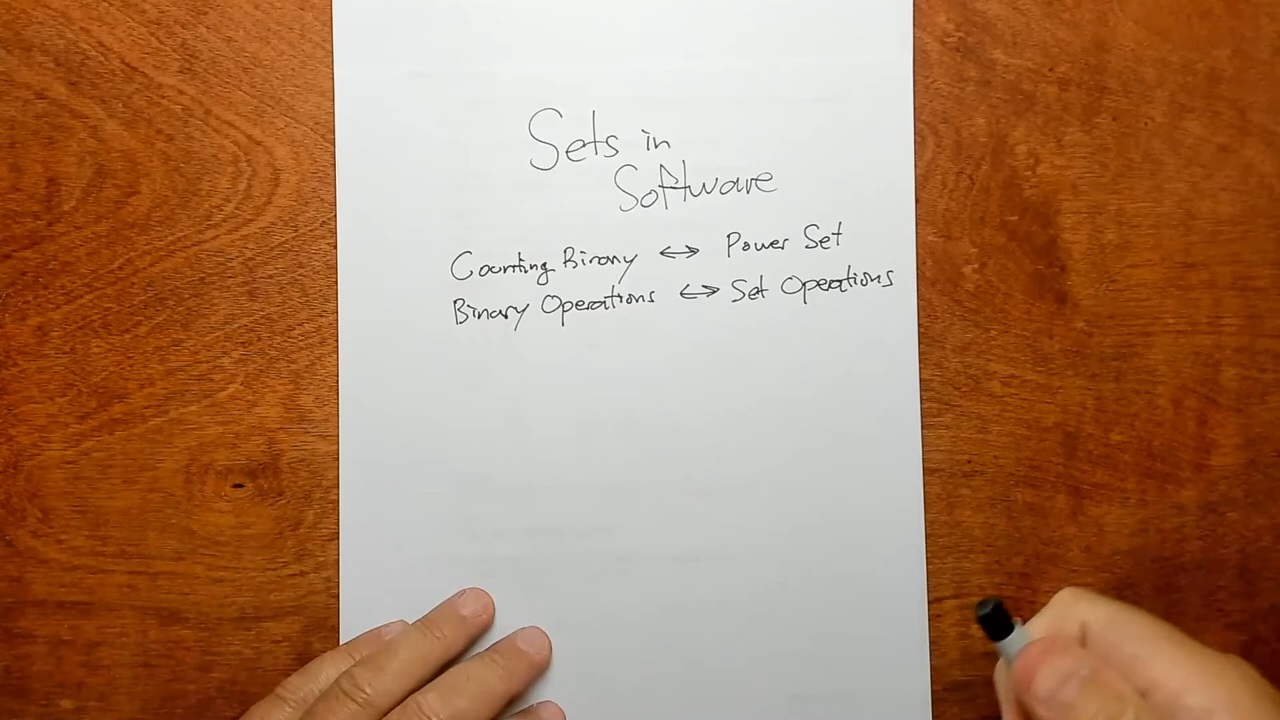 Sets in
Software
Counting Binary ↔ Power Set
Binary Operations ↔ Set Operations